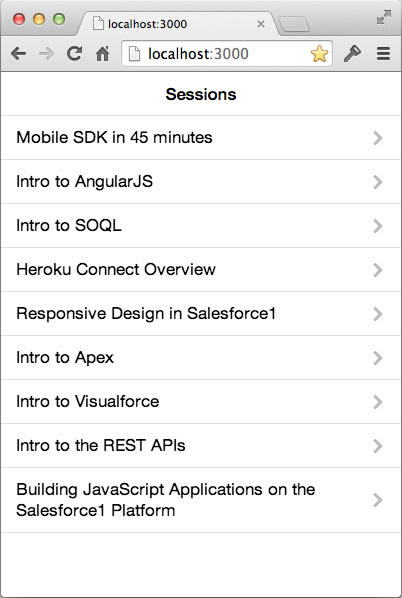 localhost:3000
localhost:3000
Sessions
Mobile SDK in 45 minutes
Intro to AngularJS
Intro to SOQL
Heroku Connect Overview
Responsive Design in Salesforce1
Intro to Apex
Intro to Visualforce
Intro to the REST APIs
Building JavaScript Applications on the
Salesforce1 Platform